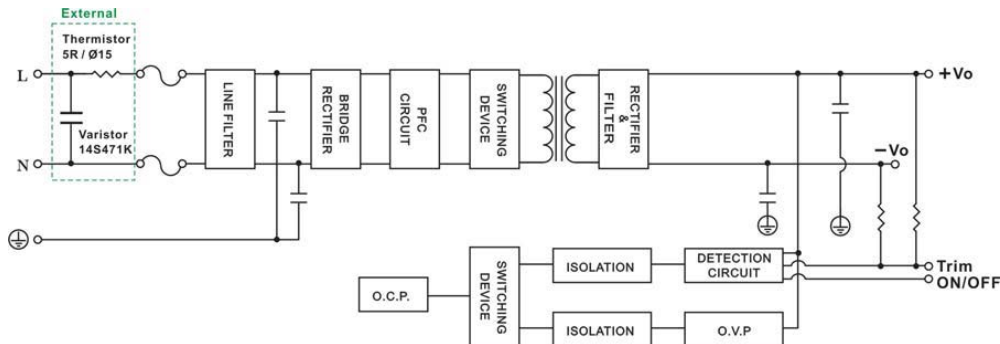 External
Thermistor
5R / Ø15
L
Varistor
14S471K
N
LINE FILTER
BRIDGE
RECTIFIER
PFC
CIRCUIT
SWITCHING
DEVICE
RECTIFIER
&
FILTER
+Vo
−Vo
O.C.P.
SWITCHING
DEVICE
ISOLATION
DETECTION
CIRCUIT
Trim
ON/OFF
ISOLATION
O.V.P